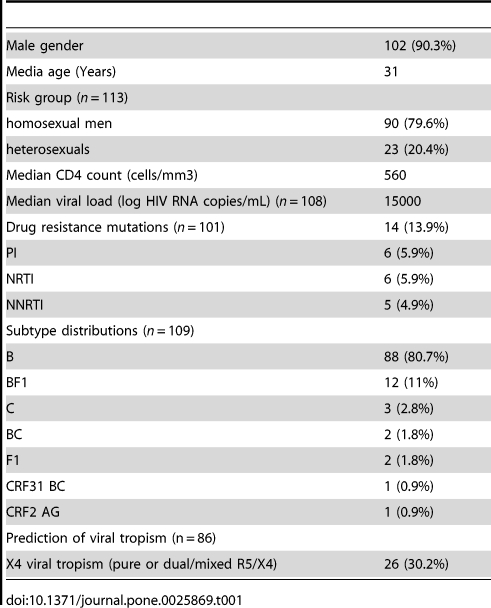 Male gender 102 (90.3%)
Media age (Years) 31
Risk group (n = 113)
homosexual men 90 (79.6%)
heterosexuals 23 (20.4%)
Median CD4 count (cells/mm3) 560
Median viral load (log HIV RNA copies/mL) (n = 108) 15000
Drug resistance mutations (n = 101) 14 (13.9%)
PI 6 (5.9%)
NRTI 6 (5.9%)
NNRTI 5 (4.9%)
Subtype distributions (n = 109)
B 88 (80.7%)
BF1 12 (11%)
C 3 (2.8%)
BC 2 (1.8%)
F1 2 (1.8%)
CRF31 BC 1 (0.9%)
CRF2 AG 1 (0.9%)
Prediction of viral tropism (n = 86)
X4 viral tropism (pure or dual/mixed R5/X4) 26 (30.2%)
doi:10.1371/journal.pone.0025869.t001